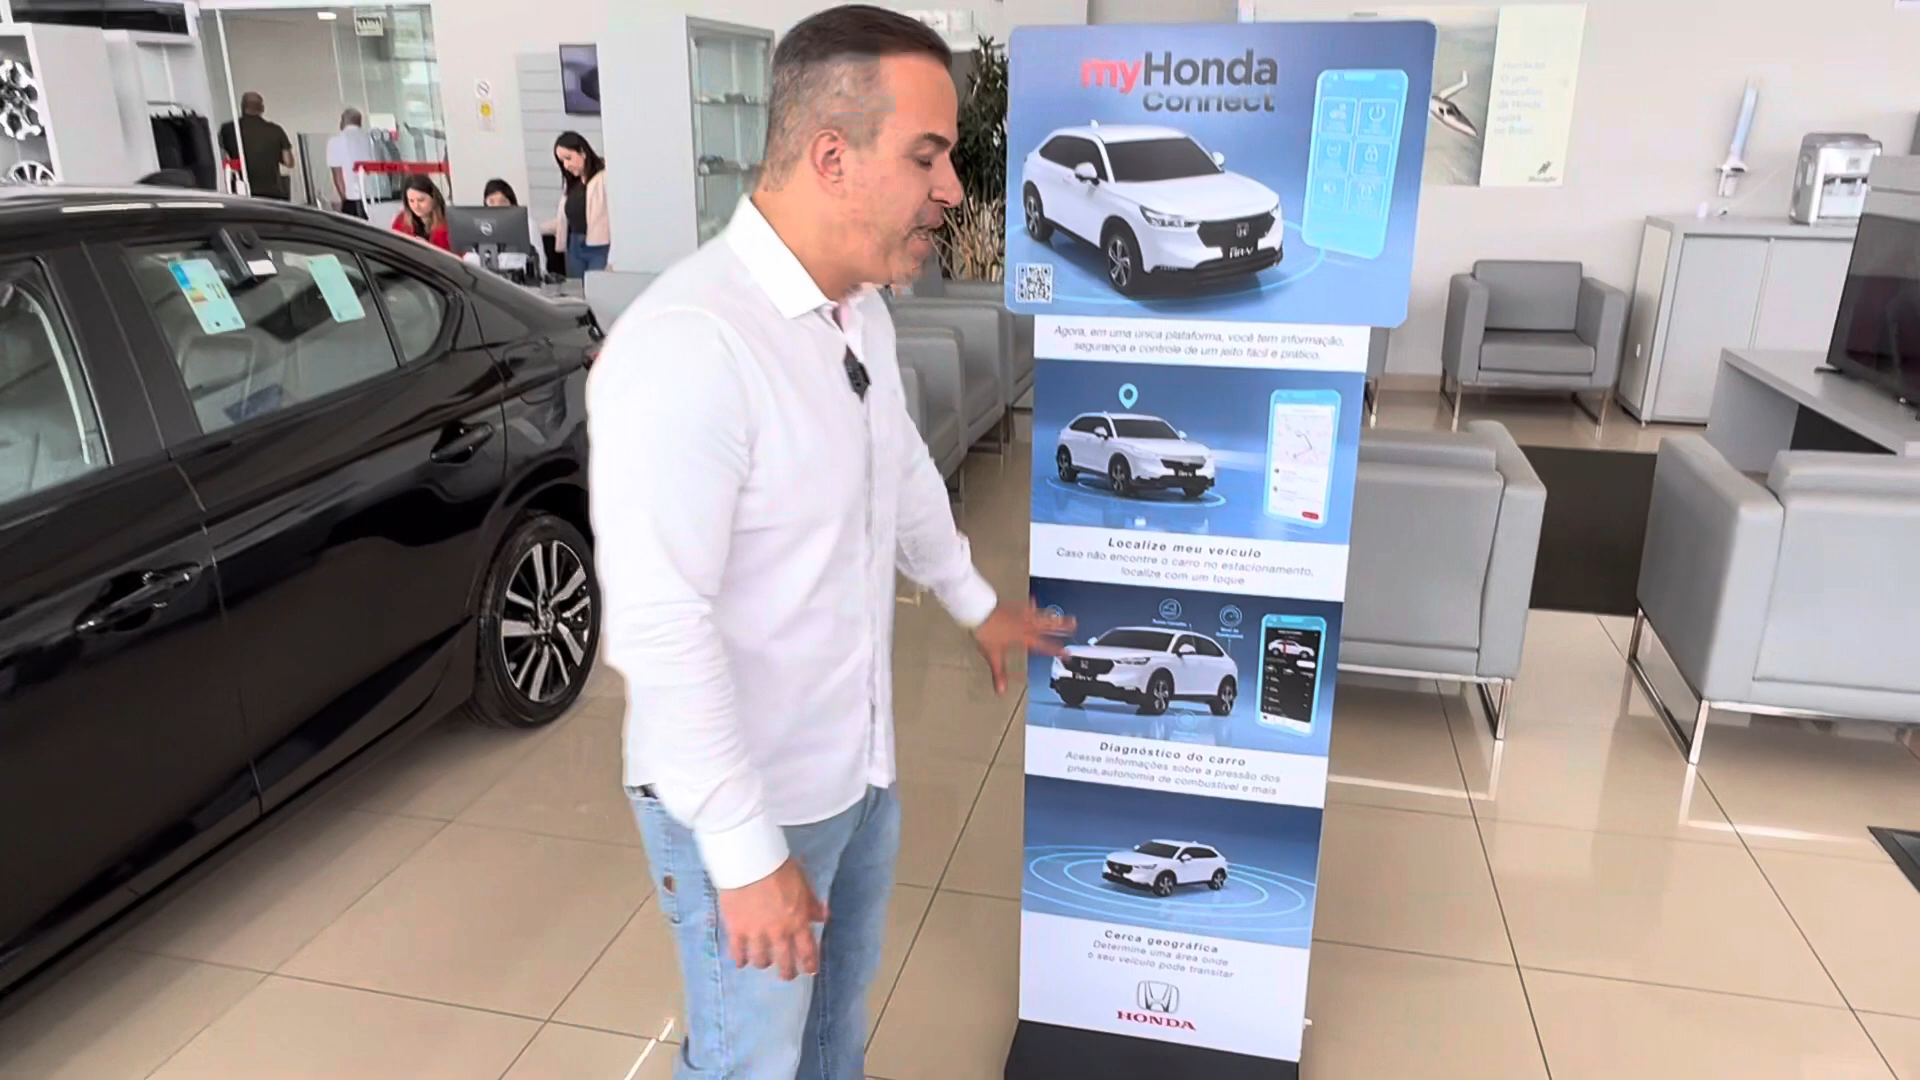 myHonda
Connect
HR-V
Agora, em uma única plataforma, você tem informação,
segurança e controle de um jeito fácil e prático.
Localize meu veículo
Caso não encontre o carro no estacionamento,
localize com um toque
Diagnóstico do carro
Acesse informações sobre a pressão dos
pneus, autonomia de combustível e mais
Cerca geográfica
Determine uma área onde
o seu veículo pode transitar
HONDA